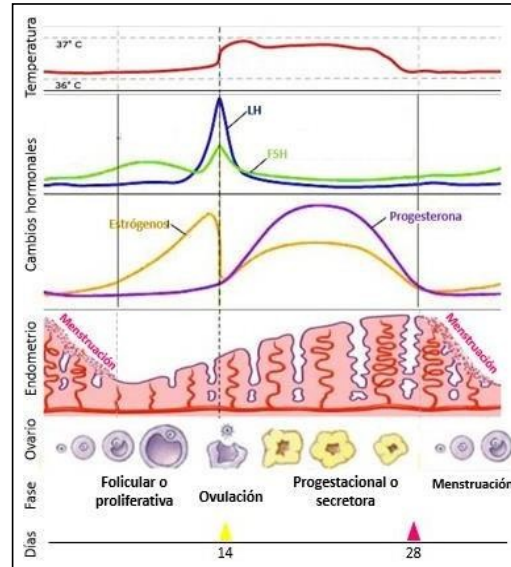 Temperatura
37° C
36° C
Cambios hormonales
LH
FSH
Estrógenos
Progesterona
Endometrio
Menstruación
Menstruación
Ovario
Fase
Folicular o
proliferativa
Ovulación
Progestacional o
secretora
Menstruación
Días
14
28